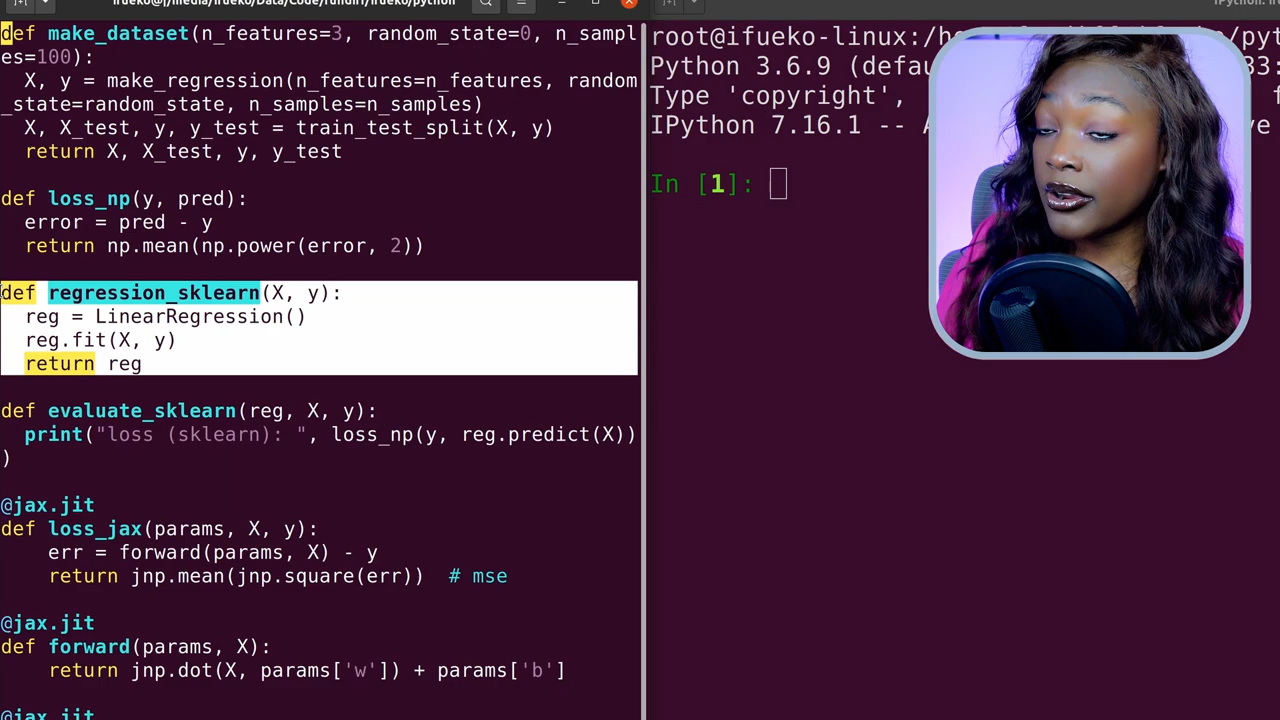 def make_dataset(n_features=3, random_state=0, n_sampl
es=100):
X, y = make_regression(n_features=n_features, random
_state=random_state, n_samples=n_samples)
X, X_test, y, y_test = train_test_split(X, y)
return X, X_test, y, y_test
def loss_np(y, pred):
error = pred - y
return np.mean(np.power(error, 2))
def regression_sklearn(X, y):
reg = LinearRegression()
reg.fit(X, y)
return reg
def evaluate_sklearn(reg, X, y):
print("loss (sklearn): ", loss_np(y, reg.predict(X))
)
@jax.jit
def loss_jax(params, X, y):
err = forward(params, X) - y
return jnp.mean(jnp.square(err))  # mse
@jax.jit
def forward(params, X):
return jnp.dot(X, params['w']) + params['b']
@jax.jit
root@ifueko-linux:/h
Python 3.6.9 (defau 33:
Type 'copyright',
IPython 7.16.1 -- A ve
In [1]: